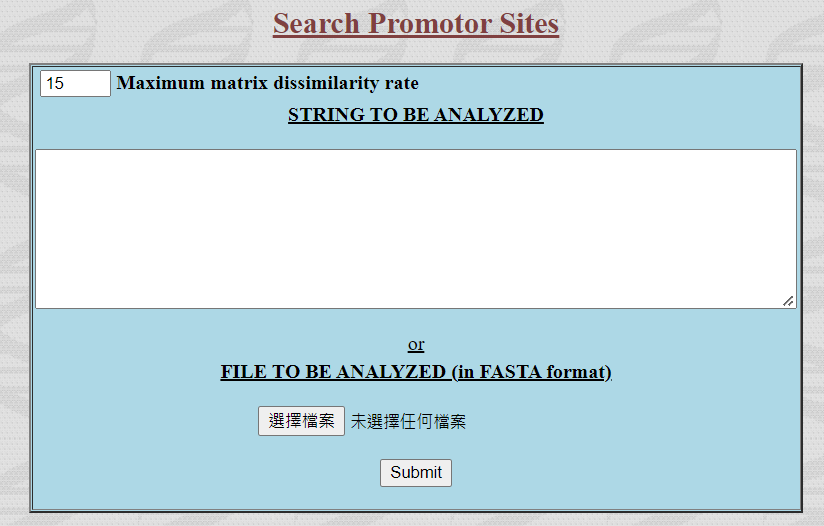 Search Promotor Sites
15 Maximum matrix dissimilarity rate
STRING TO BE ANALYZED
or
FILE TO BE ANALYZED (in FASTA format)
選擇檔案 未選擇任何檔案
Submit